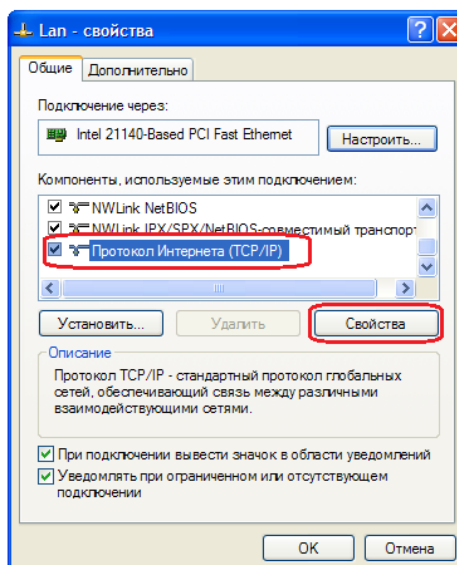 Lan - свойства
Общие
Дополнительно
Подключение через:
Intel 21140-Based PCI Fast Ethernet
Настроить...
Компоненты, используемые этим подключением:
NWLink NetBIOS
NWLink IPX/SPX/NetBIOS-совместимый транспор
Протокол Интернета (TCP/IP)
Установить...
Удалить
Свойства
Описание
Протокол TCP/IP - стандартный протокол глобальных
сетей, обеспечивающий связь между различными
взаимодействующими сетями.
При подключении вывести значок в области уведомлений
Уведомлять при ограниченном или отсутствующем
подключении
OK
Отмена